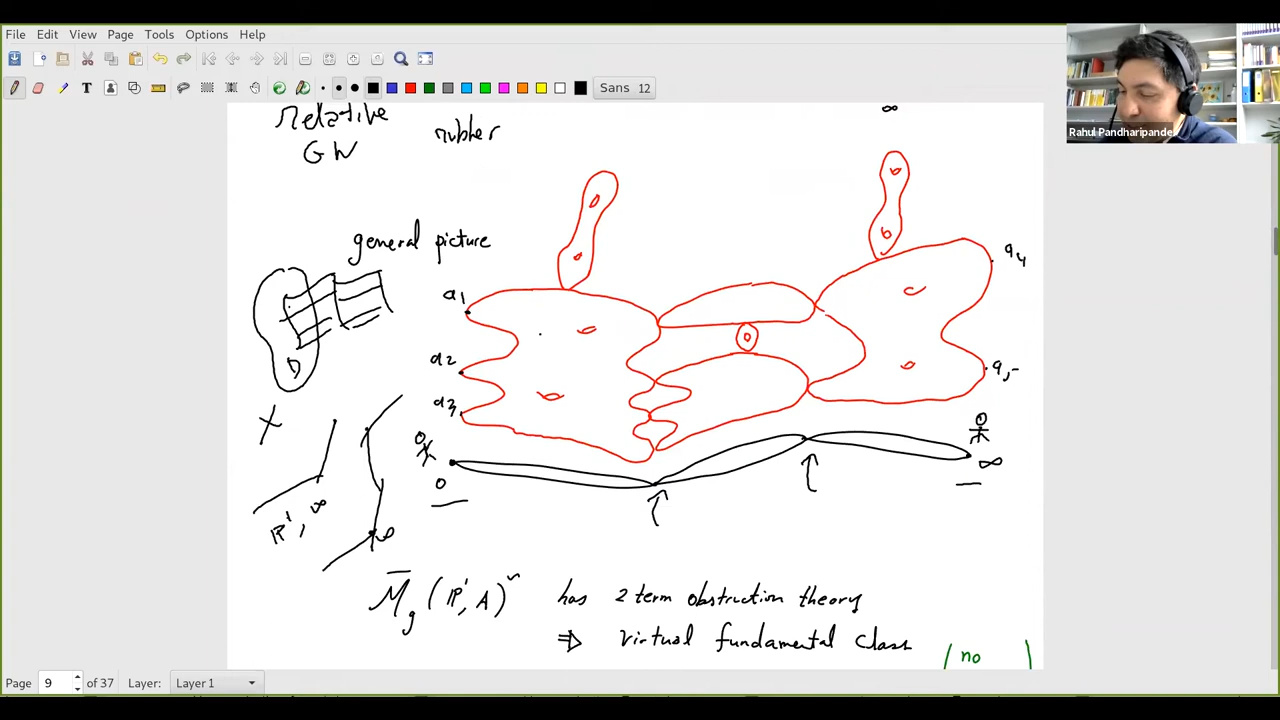 File Edit View Page Tools Options Help
Sans 12
Rahul Pandharipande
relative
GW
rubber
∞
general picture
a1
a2
a3
a4
a5
D
X
0
∞
P¹, ∞
∞
M̄g (P¹, A)~ has 2 term obstruction theory
⇒ virtual fundamental class
no
Page 9 of 37 Layer: Layer 1